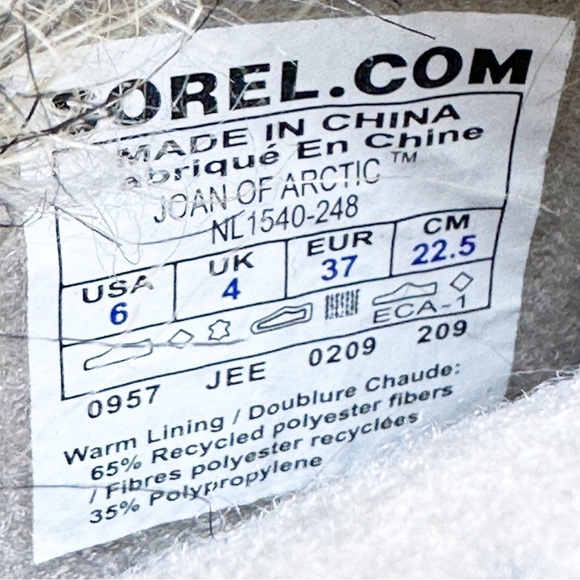 SOREL.COM
MADE IN CHINA
abriqué En Chine
JOAN OF ARCTIC™
NL1540-248
USA UK EUR CM
6 4 37 22.5
ECA-1
0957 JEE 0209 209
Warm Lining / Doublure Chaude:
65% Recycled polyester fibers
/ Fibres polyester recyclées
35% Polypropylene